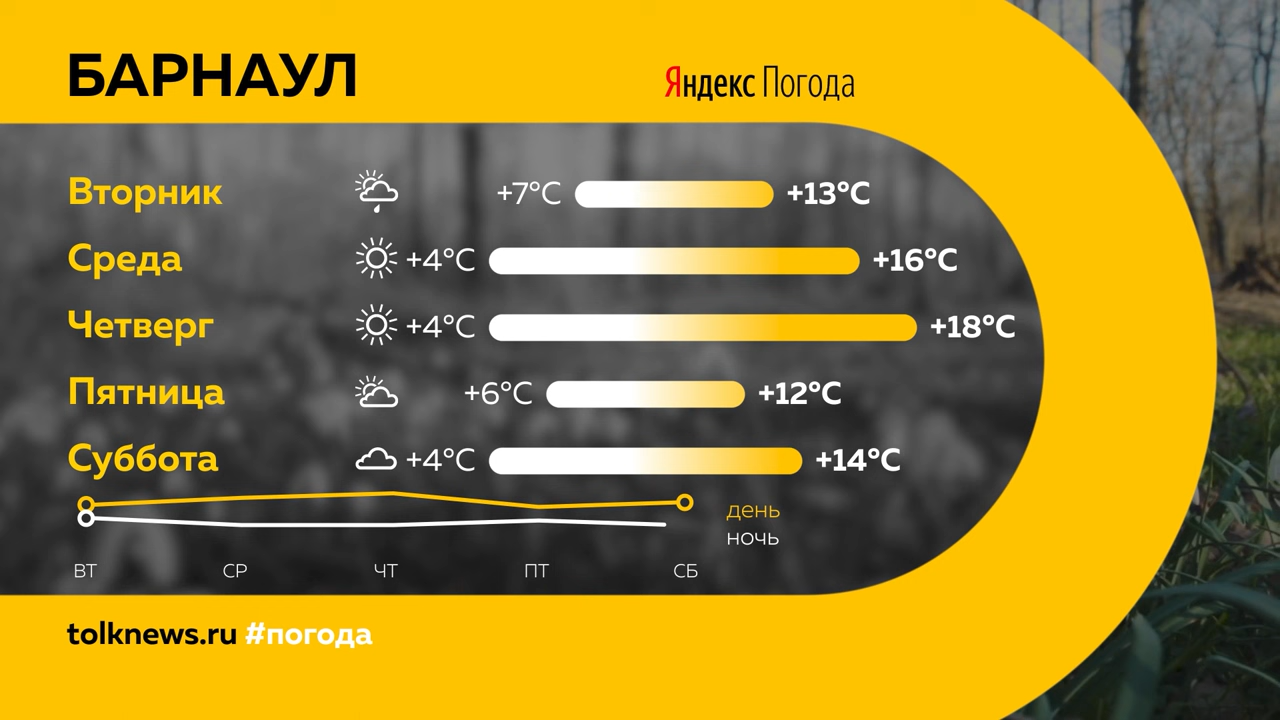 БАРНАУЛ
Яндекс Погода
Вторник +7°C +13°C
Среда +4°C +16°C
Четверг +4°C +18°C
Пятница +6°C +12°C
Суббота +4°C +14°C
день
ночь
ВТ СР ЧТ ПТ СБ
tolknews.ru #погода